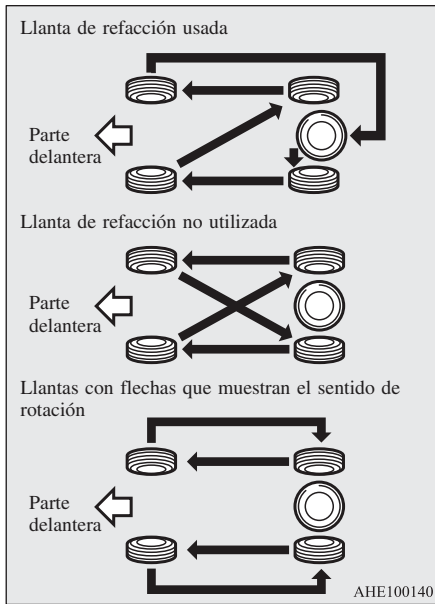 Llanta de refacción usada
Parte
delantera
Llanta de refacción no utilizada
Parte
delantera
Llantas con flechas que muestran el sentido de
rotación
Parte
delantera
AHE100140